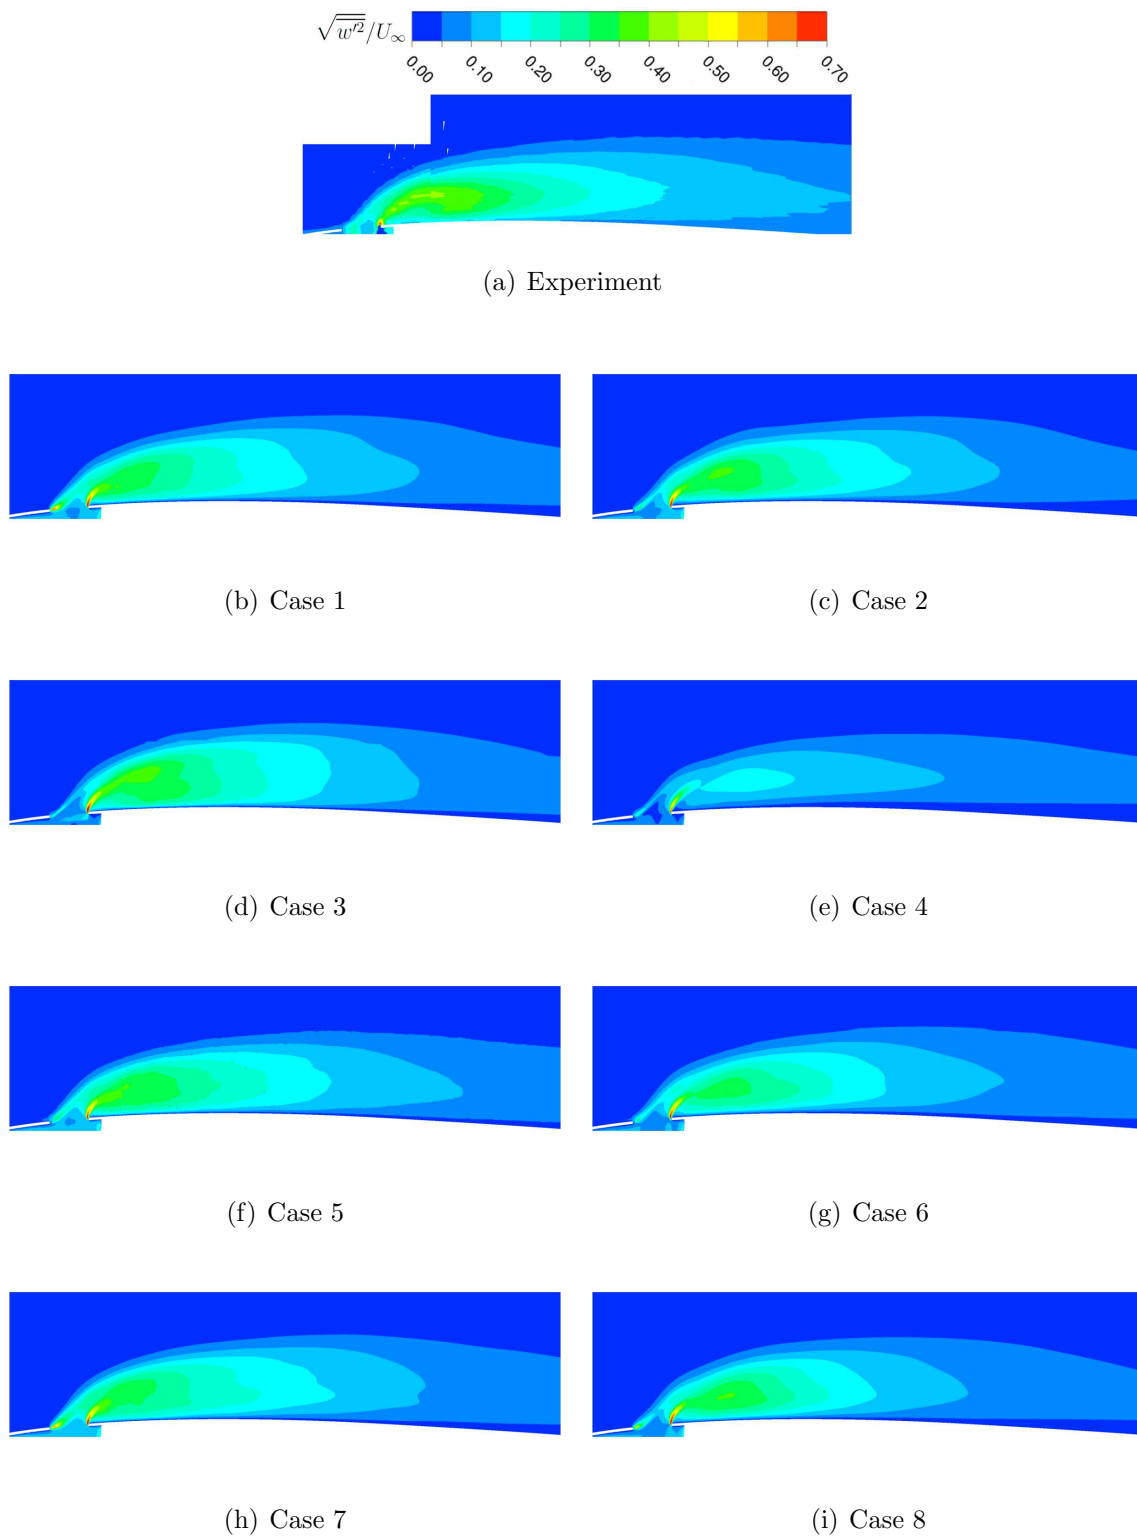 √w′²/U∞
0.00 0.10 0.20 0.30 0.40 0.50 0.60 0.70
(a) Experiment
(b) Case 1
(c) Case 2
(d) Case 3
(e) Case 4
(f) Case 5
(g) Case 6
(h) Case 7
(i) Case 8